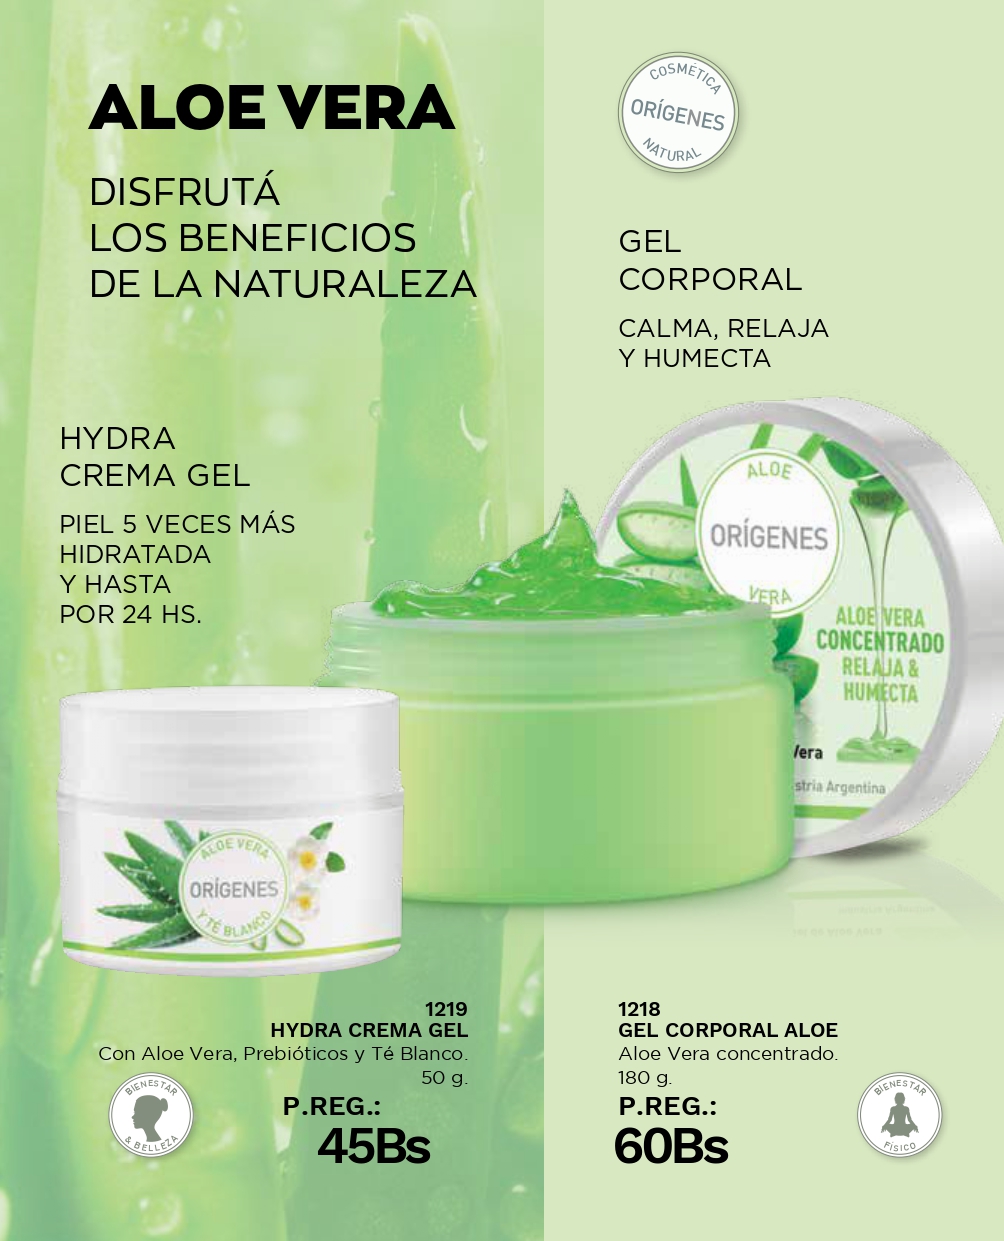 ALOE VERA
DISFRUTÁ
LOS BENEFICIOS
DE LA NATURALEZA
HYDRA
CREMA GEL
PIEL 5 VECES MÁS
HIDRATADA
Y HASTA
POR 24 HS.
COSMÉTICA
ORÍGENES
NATURAL
GEL
CORPORAL
CALMA, RELAJA
Y HUMECTA
ALOE
ORÍGENES
VERA
ALOE VERA
CONCENTRADO
RELAJA &
HUMECTA
Vera
stria Argentina
ALOE VERA
ORÍGENES
Y TÉ BLANCO
1219
HYDRA CREMA GEL
Con Aloe Vera, Prebióticos y Té Blanco.
50 g.
P.REG.:
45Bs
BIENESTAR
& BELLEZA
1218
GEL CORPORAL ALOE
Aloe Vera concentrado.
180 g.
P.REG.:
60Bs
BIENESTAR
FÍSICO